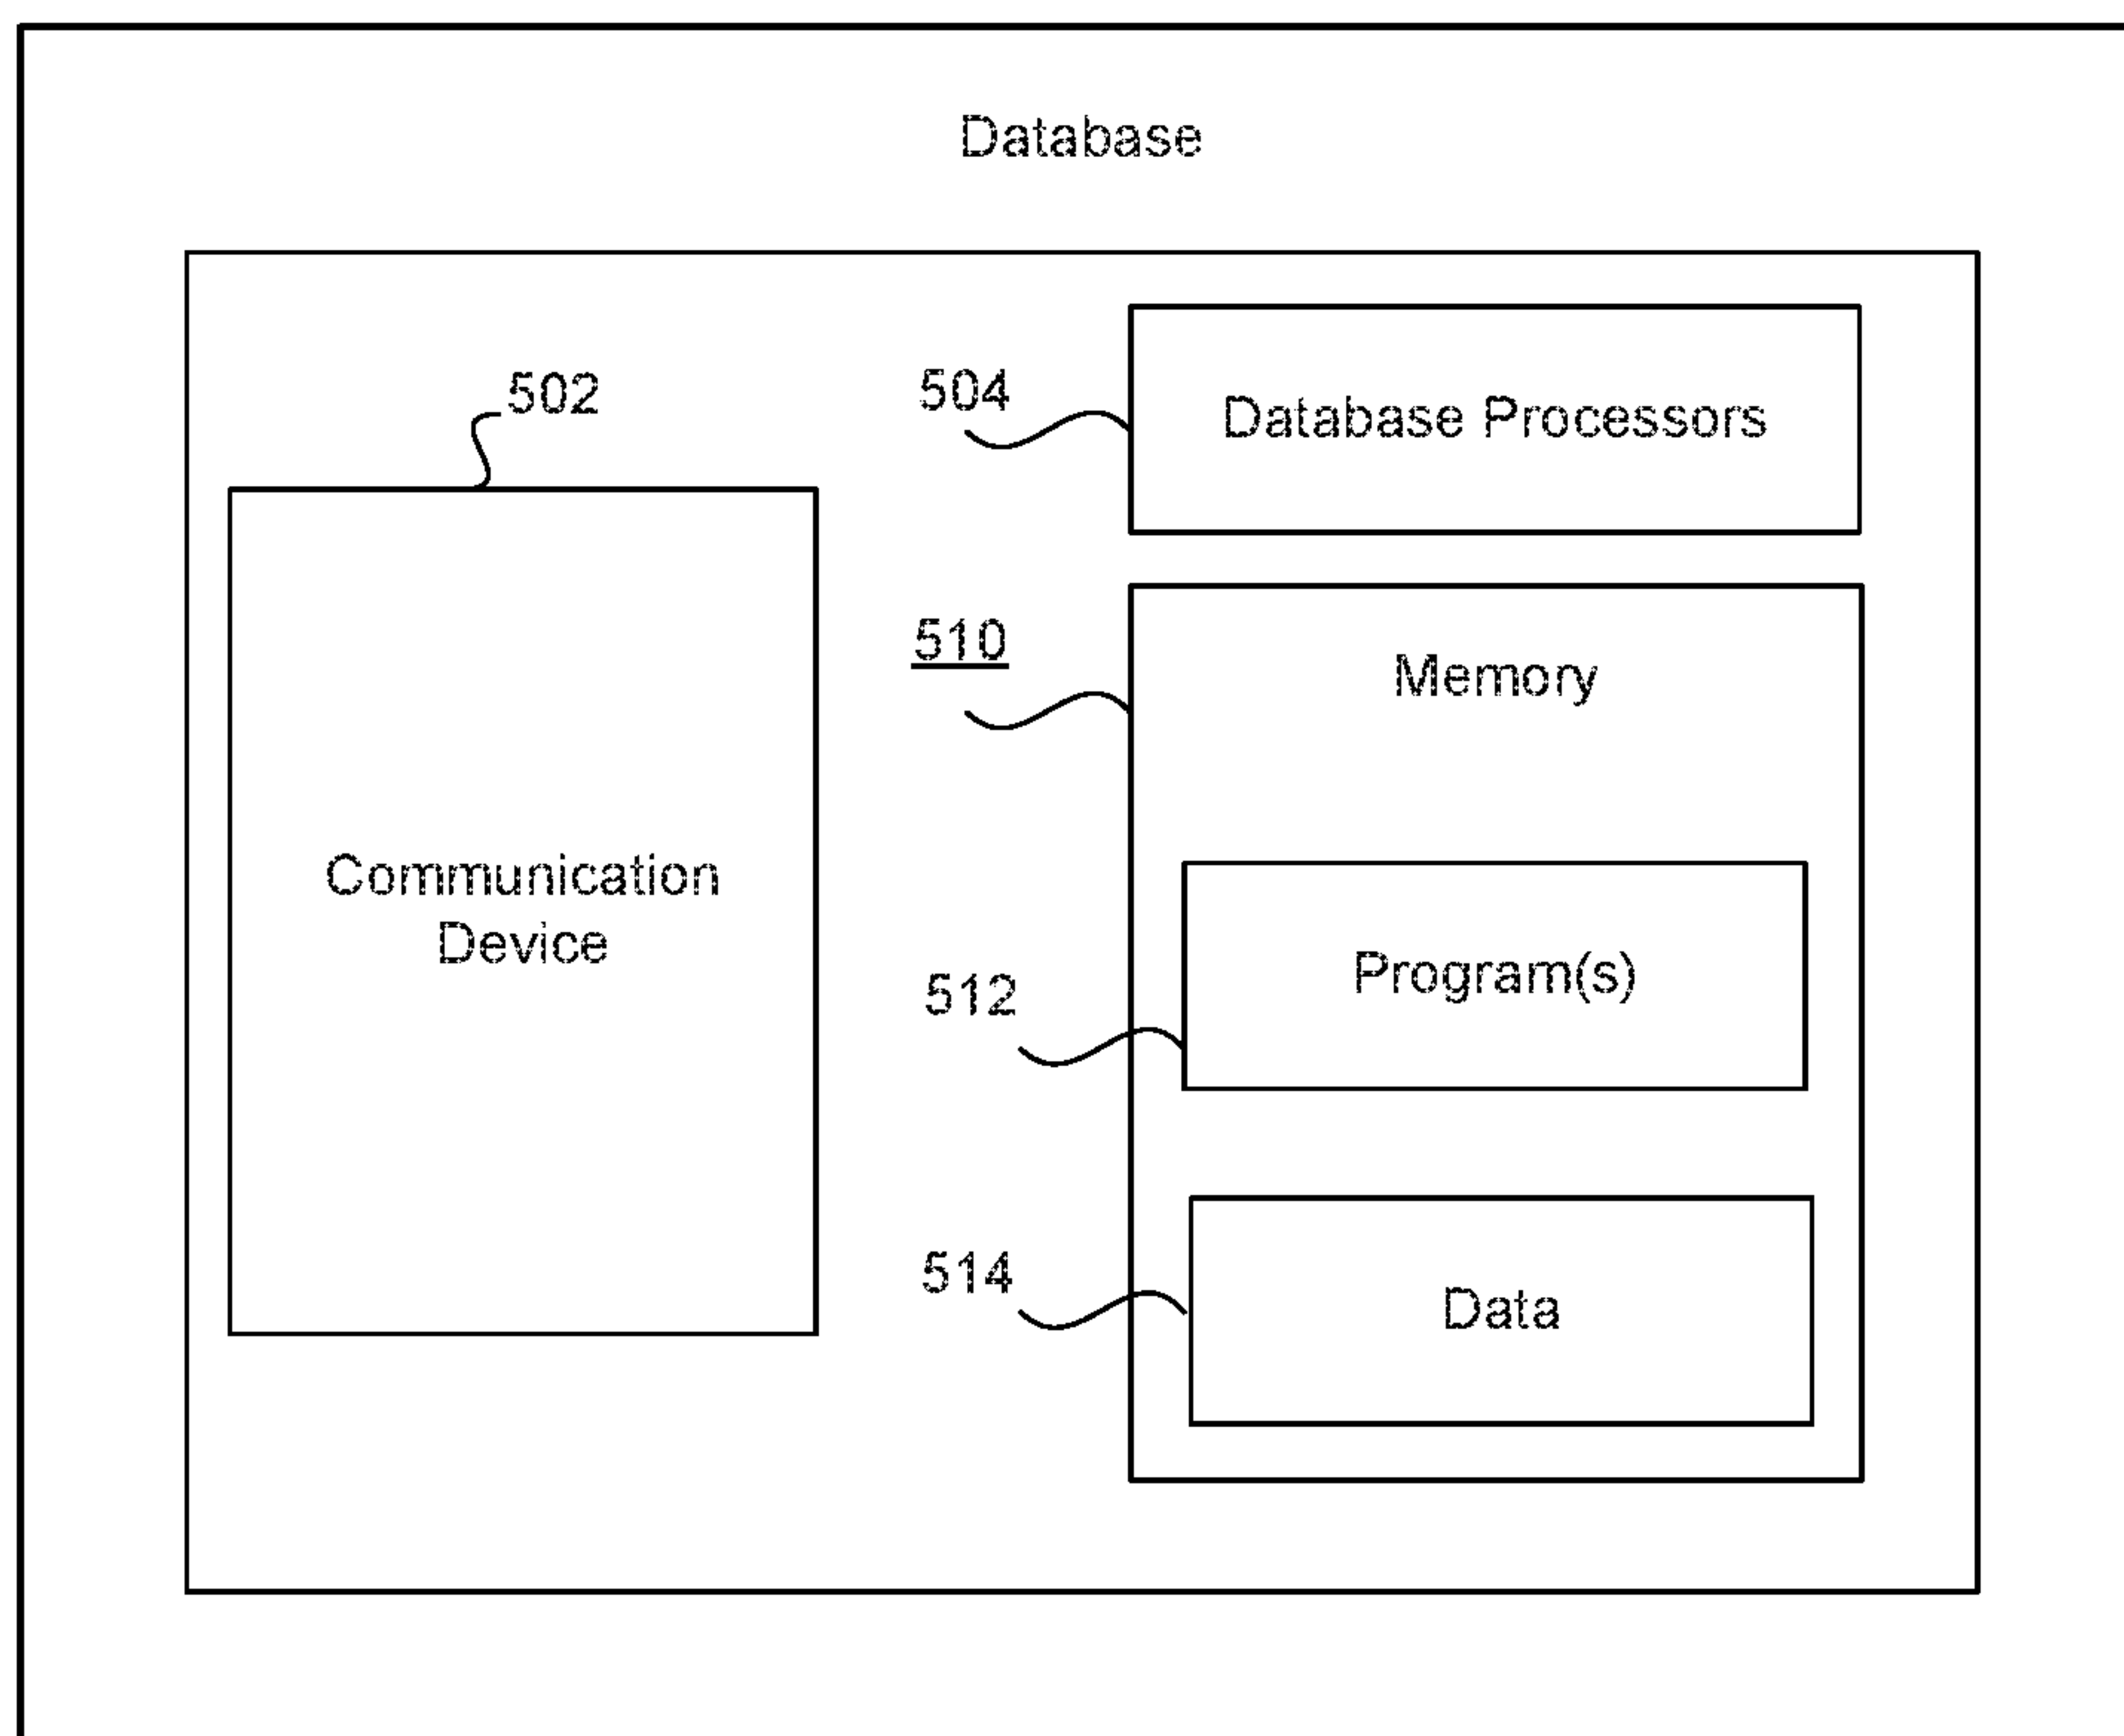 Database
502
504
Database Processors
510
Memory
Communication
Device
512
Program(s)
514
Data